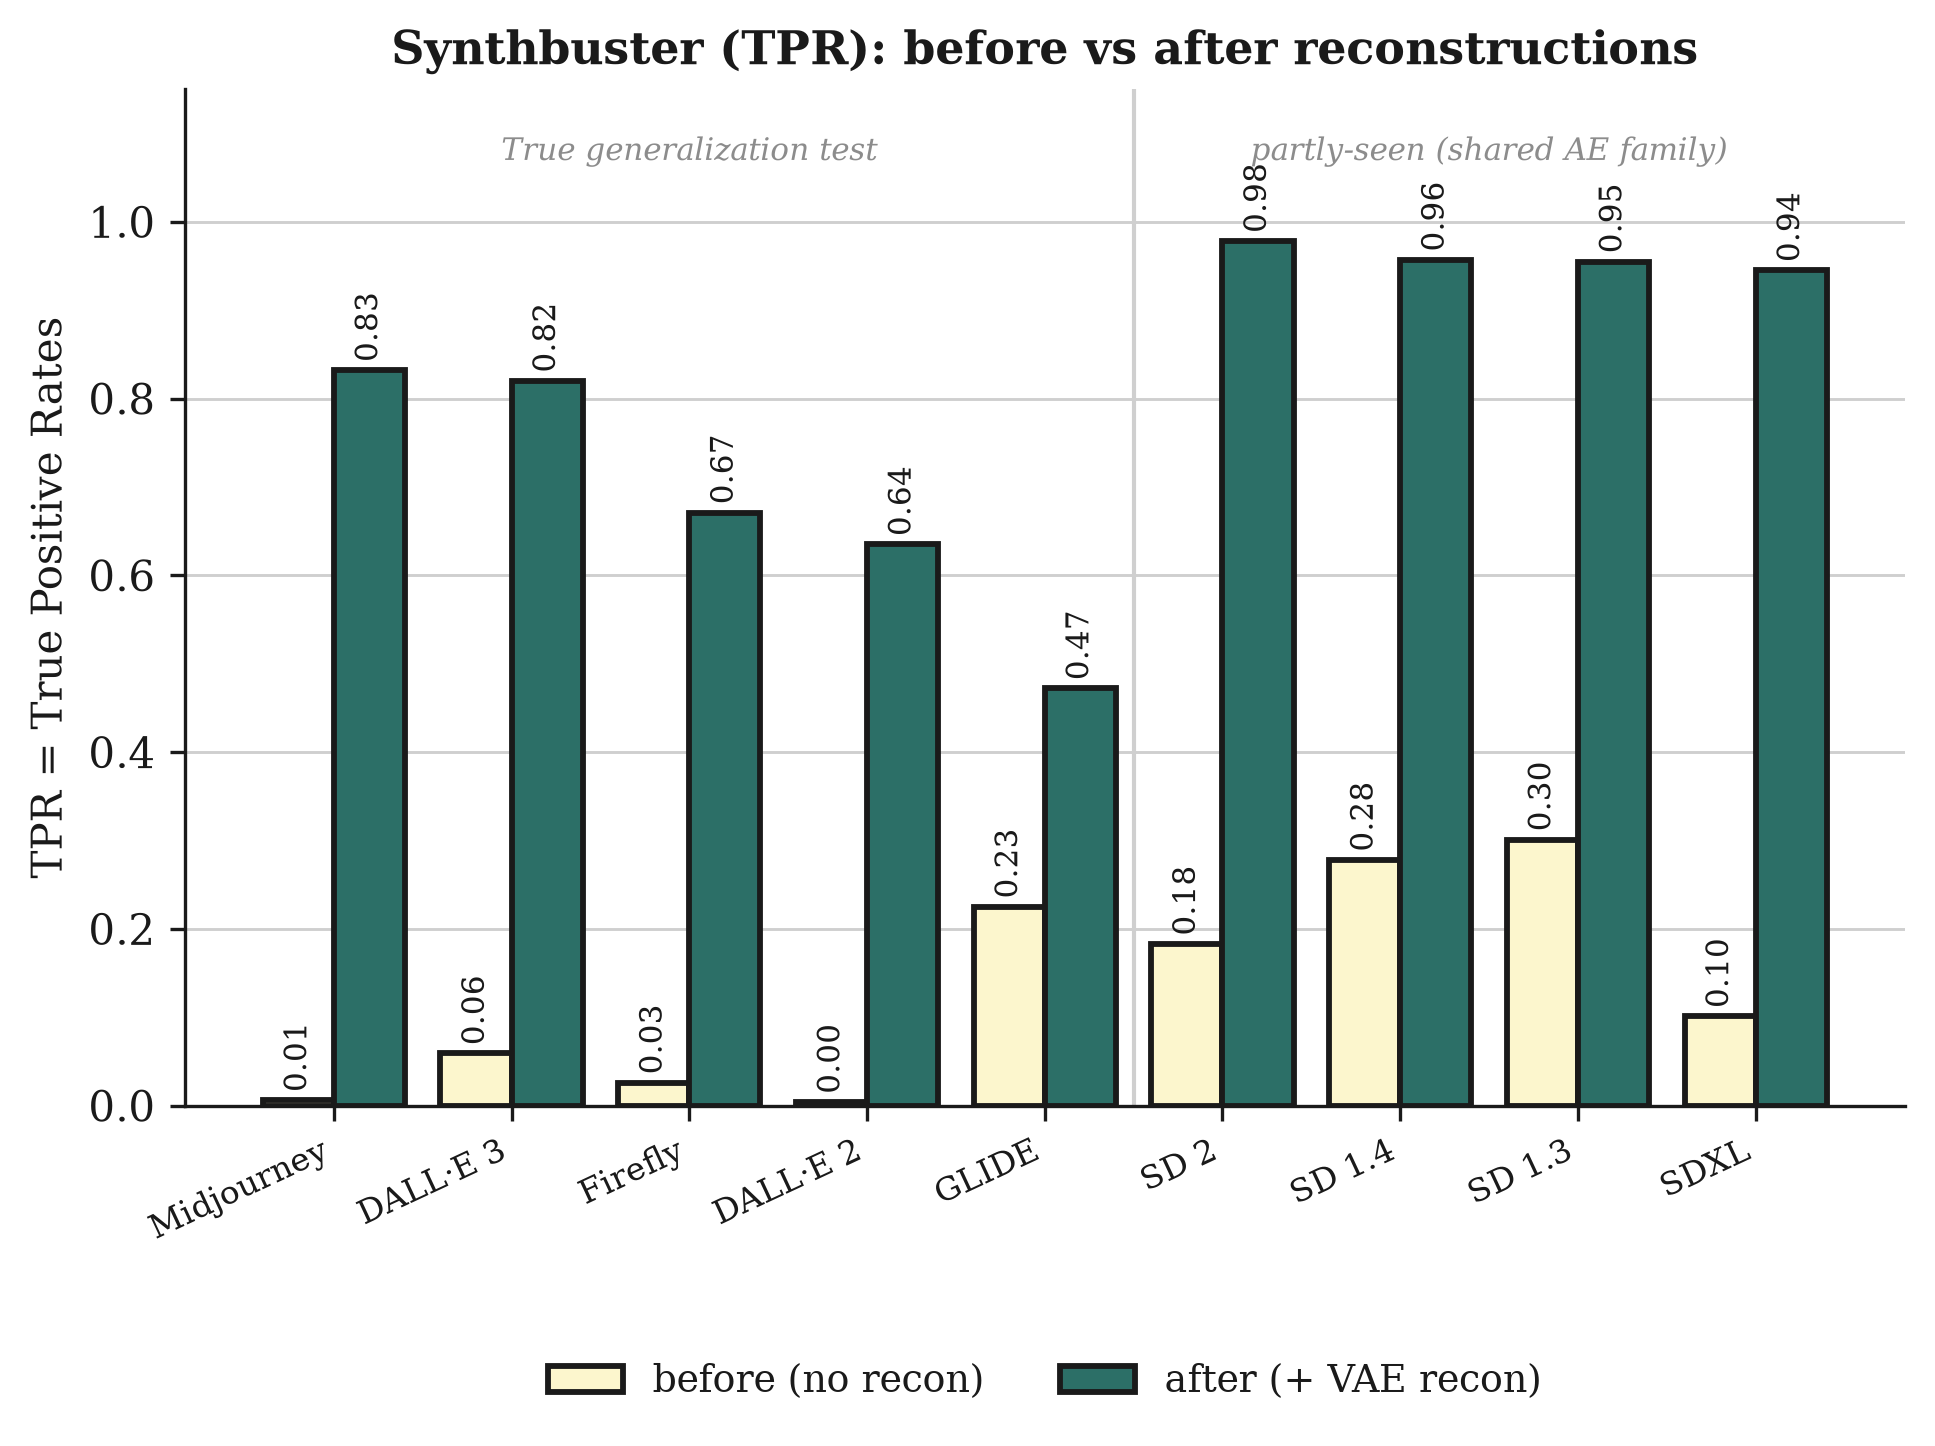 Synthbuster (TPR): before vs after reconstructions
True generalization test
partly-seen (shared AE family)
TPR = True Positive Rates
1.0
0.8
0.6
0.4
0.2
0.0
0.01
0.83
0.06
0.82
0.03
0.67
0.00
0.64
0.23
0.47
0.18
0.98
0.28
0.96
0.30
0.95
0.10
0.94
Midjourney
DALL·E 3
Firefly
DALL·E 2
GLIDE
SD 2
SD 1.4
SD 1.3
SDXL
before (no recon)
after (+ VAE recon)